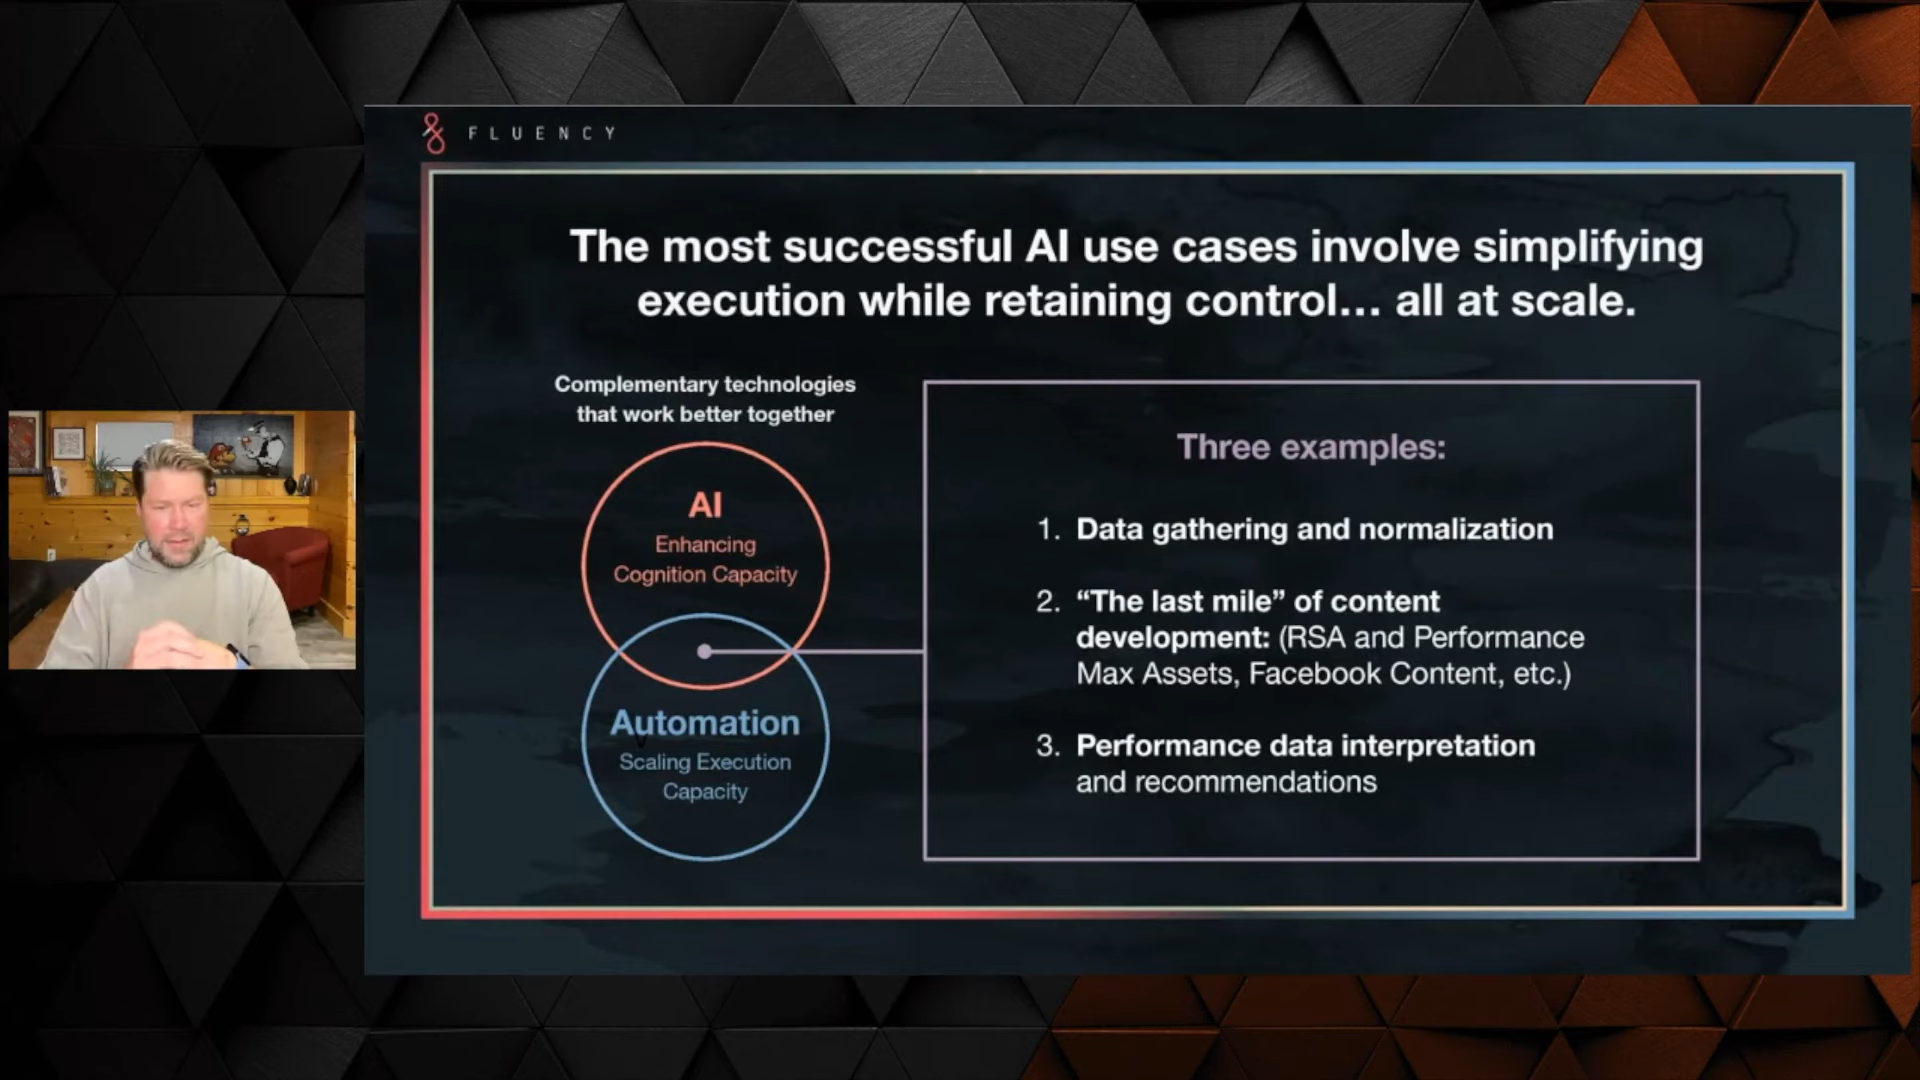 FLUENCY
The most successful AI use cases involve simplifying
execution while retaining control... all at scale.
Complementary technologies
that work better together
AI
Enhancing
Cognition Capacity
Automation
Scaling Execution
Capacity
Three examples:
1. Data gathering and normalization
2. “The last mile” of content
development: (RSA and Performance
Max Assets, Facebook Content, etc.)
3. Performance data interpretation
and recommendations